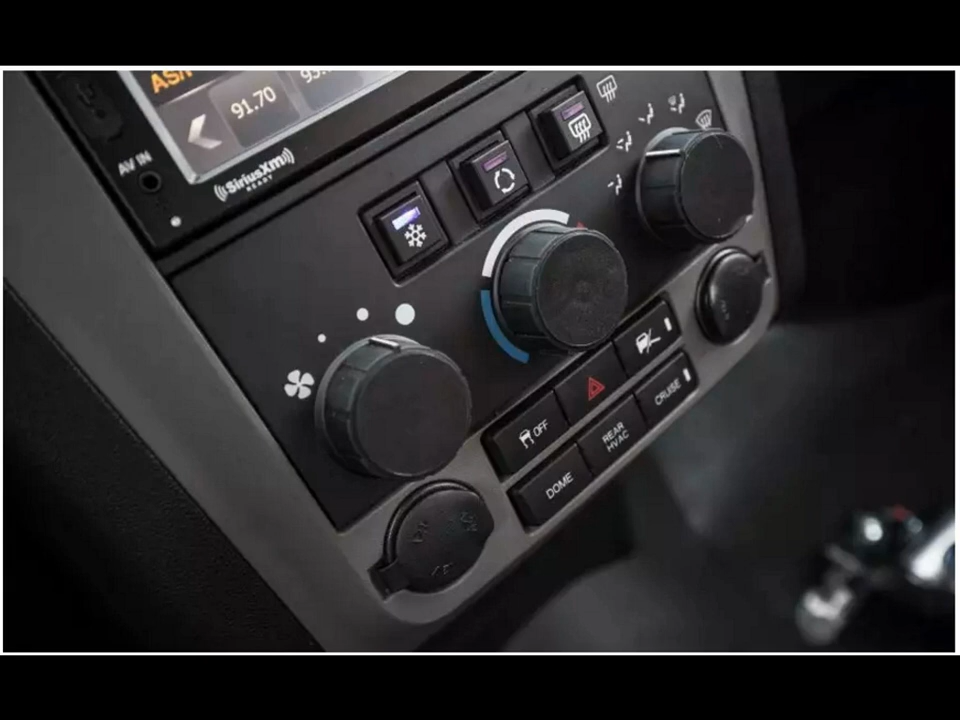 91.70
AV IN
SiriusXM
READY
OFF
REAR
HVAC
CRUISE
DOME